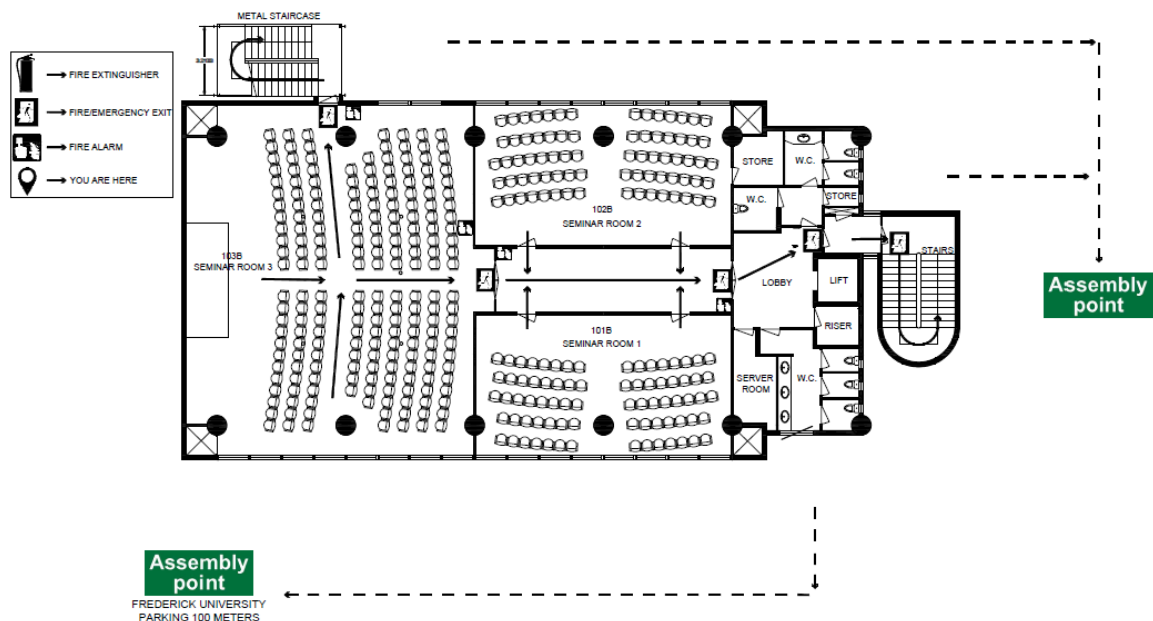 METAL STAIRCASE
FIRE EXTINGUISHER
FIRE/EMERGENCY EXIT
FIRE ALARM
YOU ARE HERE
STORE
W.C.
W.C.
STORE
102B
SEMINAR ROOM 2
103B
SEMINAR ROOM 3
STAIRS
LOBBY
LIFT
Assembly
point
RISER
101B
SEMINAR ROOM 1
SERVER
ROOM
W.C.
Assembly
point
FREDERICK UNIVERSITY
PARKING 100 METERS